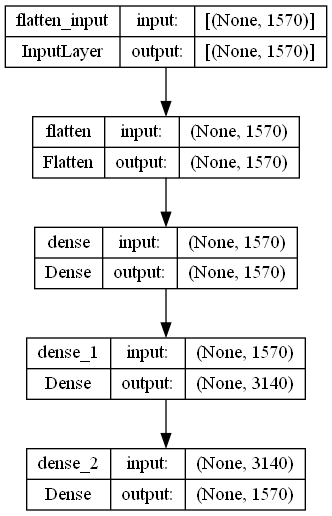 flatten_input input: [(None, 1570)]
InputLayer output: [(None, 1570)]
flatten input: (None, 1570)
Flatten output: (None, 1570)
dense input: (None, 1570)
Dense output: (None, 1570)
dense_1 input: (None, 1570)
Dense output: (None, 3140)
dense_2 input: (None, 3140)
Dense output: (None, 1570)